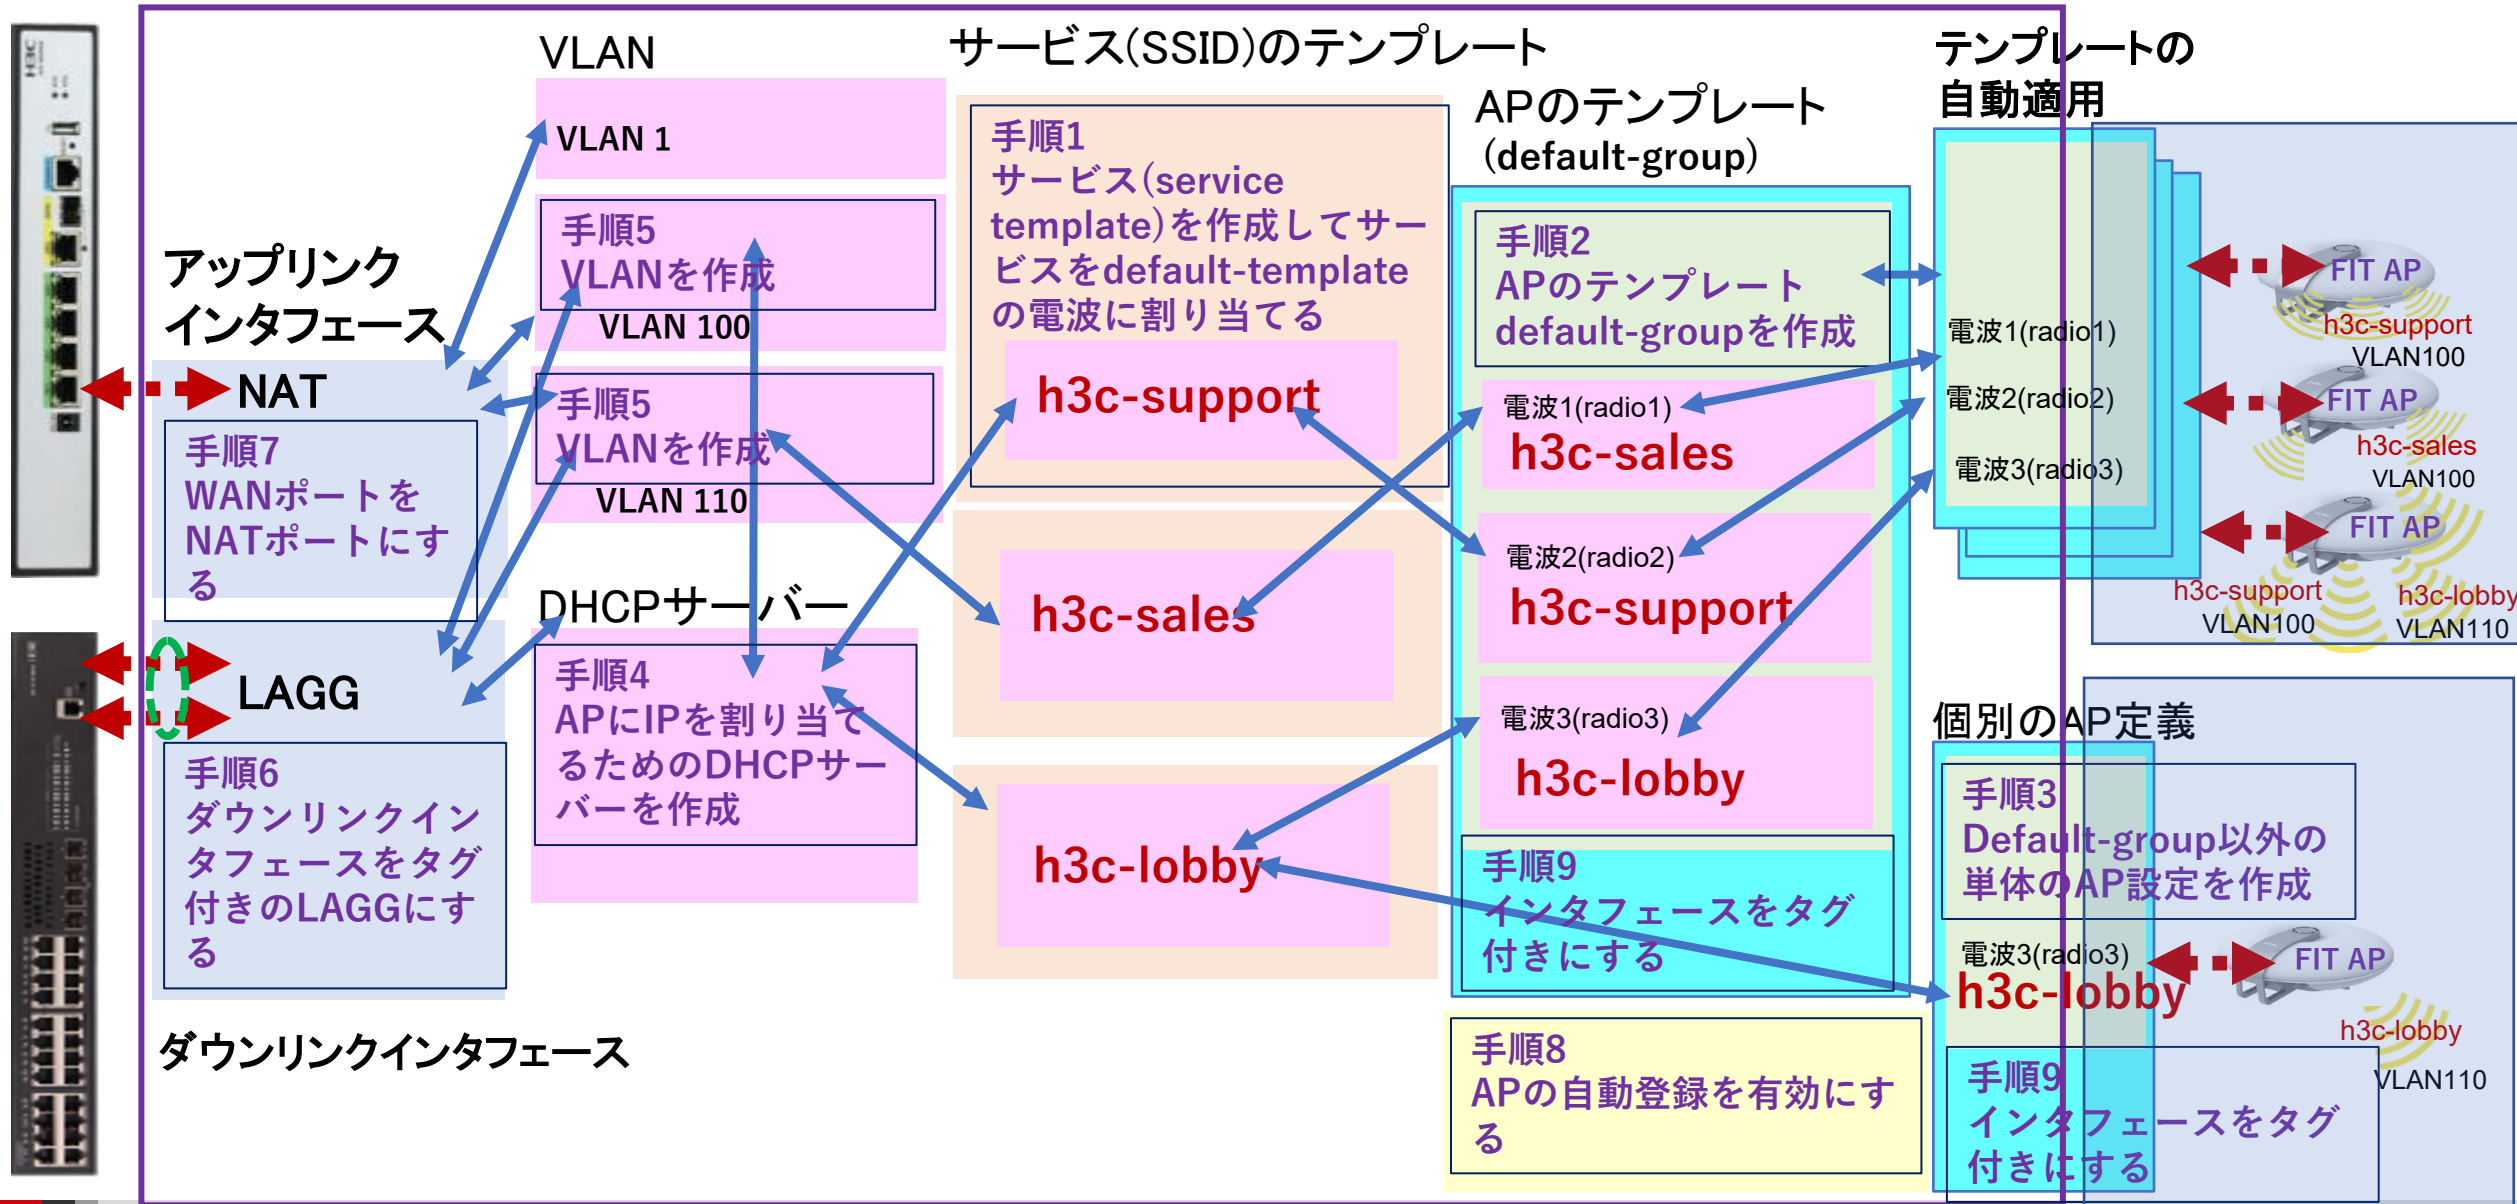 H3C
アップリンク
インタフェース
NAT
手順7
WANポートを
NATポートにす
る
LAGG
手順6
ダウンリンクイン
タフェースをタグ
付きのLAGGにす
る
ダウンリンクインタフェース
VLAN
VLAN 1
手順5
VLANを作成
VLAN 100
手順5
VLANを作成
VLAN 110
DHCPサーバー
手順4
APにIPを割り当て
るためのDHCPサー
バーを作成
サービス(SSID)のテンプレート
手順1
サービス(service
template)を作成してサー
ビスをdefault-template
の電波に割り当てる
h3c-support
h3c-sales
h3c-lobby
APのテンプレート
(default-group)
手順2
APのテンプレート
default-groupを作成
電波1(radio1)
h3c-sales
電波2(radio2)
h3c-support
電波3(radio3)
h3c-lobby
手順9
インタフェースをタグ
付きにする
手順8
APの自動登録を有効にす
る
テンプレートの
自動適用
電波1(radio1)
電波2(radio2)
電波3(radio3)
FIT AP
h3c-support
VLAN100
FIT AP
h3c-sales
VLAN100
FIT AP
h3c-support
VLAN100
h3c-lobby
VLAN110
個別のAP定義
手順3
Default-group以外の
単体のAP設定を作成
電波3(radio3)
h3c-lobby
FIT AP
h3c-lobby
VLAN110
手順9
インタフェースをタグ
付きにする